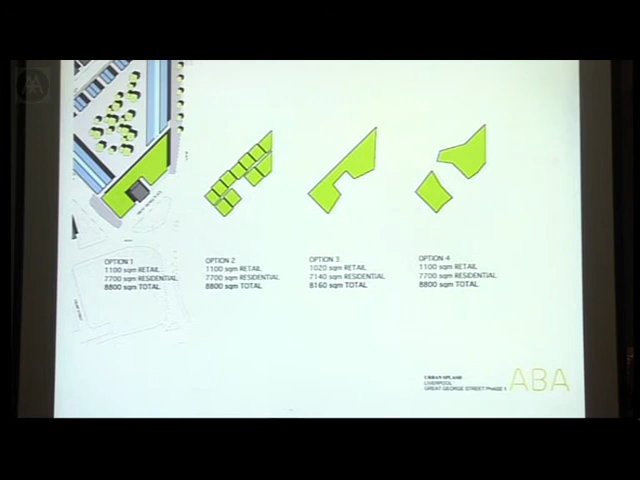 AA
OPTION 1
1100 sqm RETAIL
7700 sqm RESIDENTIAL
8800 sqm TOTAL
OPTION 2
1100 sqm RETAIL
7700 sqm RESIDENTIAL
8800 sqm TOTAL
OPTION 3
1020 sqm RETAIL
7140 sqm RESIDENTIAL
8160 sqm TOTAL
OPTION 4
1100 sqm RETAIL
7700 sqm RESIDENTIAL
8800 sqm TOTAL
URBAN SPLASH
LIVERPOOL
GREAT GEORGE STREET PHASE 1
ABA